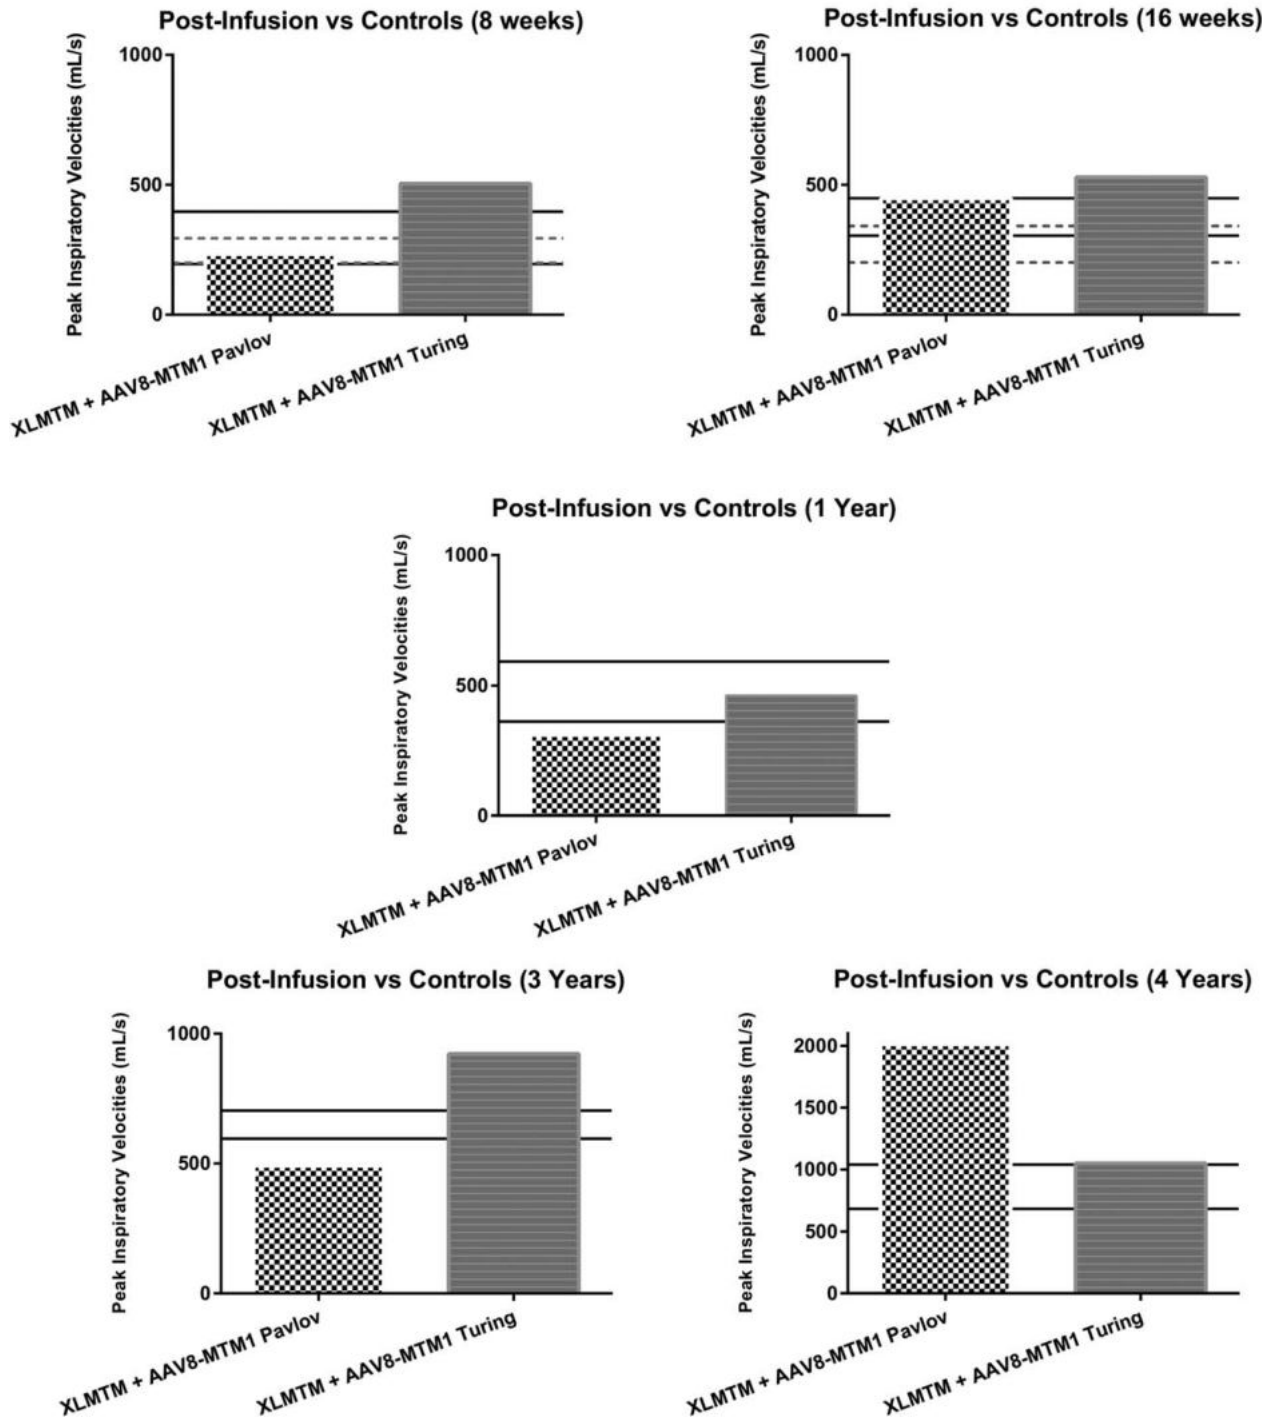 Post-Infusion vs Controls (8 weeks)
Peak Inspiratory Velocities (mL/s)
1000
500
0
XLMTM + AAV8-MTM1 Pavlov
XLMTM + AAV8-MTM1 Turing
Post-Infusion vs Controls (16 weeks)
Peak Inspiratory Velocities (mL/s)
1000
500
0
XLMTM + AAV8-MTM1 Pavlov
XLMTM + AAV8-MTM1 Turing
Post-Infusion vs Controls (1 Year)
Peak Inspiratory Velocities (mL/s)
1000
500
0
XLMTM + AAV8-MTM1 Pavlov
XLMTM + AAV8-MTM1 Turing
Post-Infusion vs Controls (3 Years)
Peak Inspiratory Velocities (mL/s)
1000
500
0
XLMTM + AAV8-MTM1 Pavlov
XLMTM + AAV8-MTM1 Turing
Post-Infusion vs Controls (4 Years)
Peak Inspiratory Velocities (mL/s)
2000
1500
1000
500
0
XLMTM + AAV8-MTM1 Pavlov
XLMTM + AAV8-MTM1 Turing